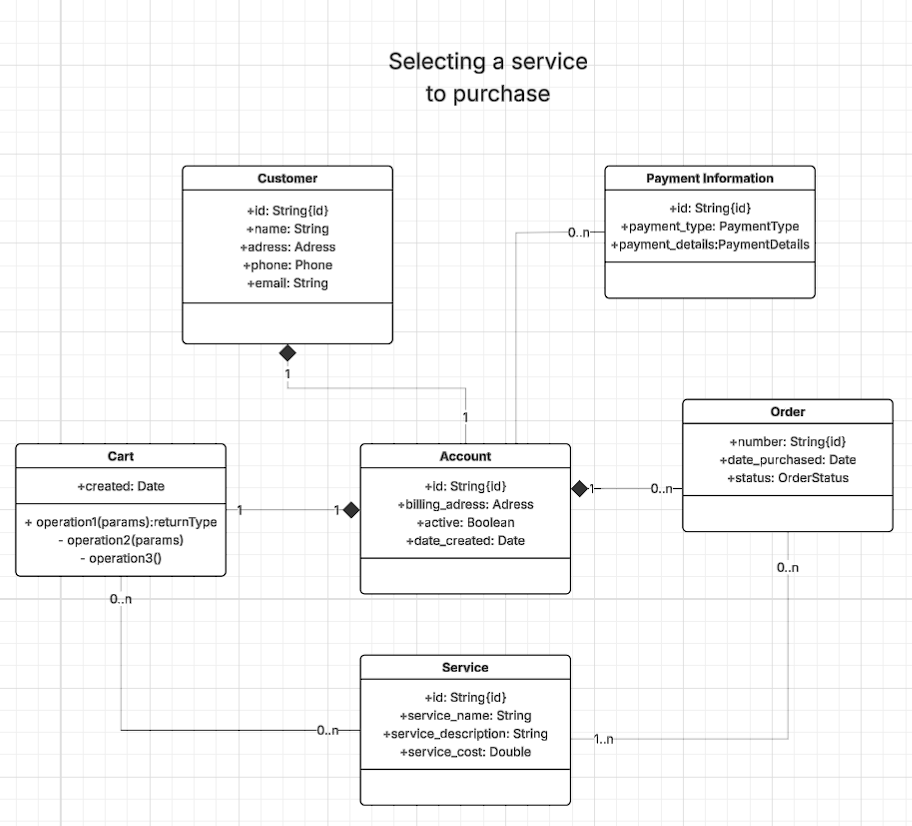 Selecting a service
to purchase
Customer
+id: String{id}
+name: String
+adress: Adress
+phone: Phone
+email: String
Payment Information
+id: String{id}
+payment_type: PaymentType
+payment_details:PaymentDetails
0..n
1
1
Order
+number: String{id}
+date_purchased: Date
+status: OrderStatus
Cart
+created: Date
+ operation1(params):returnType
- operation2(params)
- operation3()
1
1
Account
+id: String{id}
+billing_adress: Adress
+active: Boolean
+date_created: Date
1
0..n
0..n
0..n
Service
+id: String{id}
+service_name: String
+service_description: String
+service_cost: Double
0..n
1..n